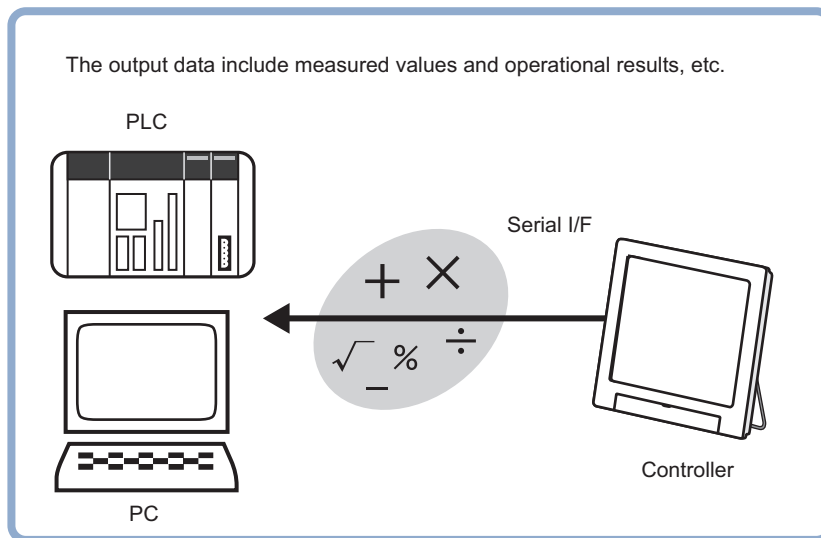 The output data include measured values and operational results, etc.
PLC
Serial I/F
+ ×
√‾ % ÷
−
Controller
PC